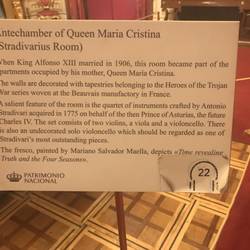 Antechamber of Queen Maria Cristina
Stradivarius Room)
When King Alfonso XIII married in 1906, this room became part of the
apartments occupied by his mother, Queen Maria Cristina.
The walls are decorated with tapestries belonging to the Heroes of the Trojan
War series woven at the Beauvais manufactory in France.
A salient feature of the room is the quartet of instruments crafted by Antonio
Stradivari acquired in 1775 on behalf of the then Prince of Asturias, the future
Charles IV. The set consists of two violins, a viola and a violoncello. There
is also an undecorated solo violoncello which should be regarded as one of
Stradivari's most outstanding pieces.
The fresco, painted by Mariano Salvador Maella, depicts «Time revealing
Truth and the Four Seasons».
PATRIMONIO
NACIONAL
22